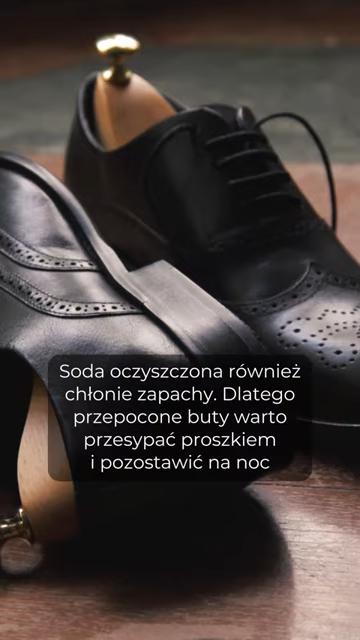 Soda oczyszczona również
chłonie zapachy. Dlatego
przepocone buty warto
przesypać proszkiem
i pozostawić na noc